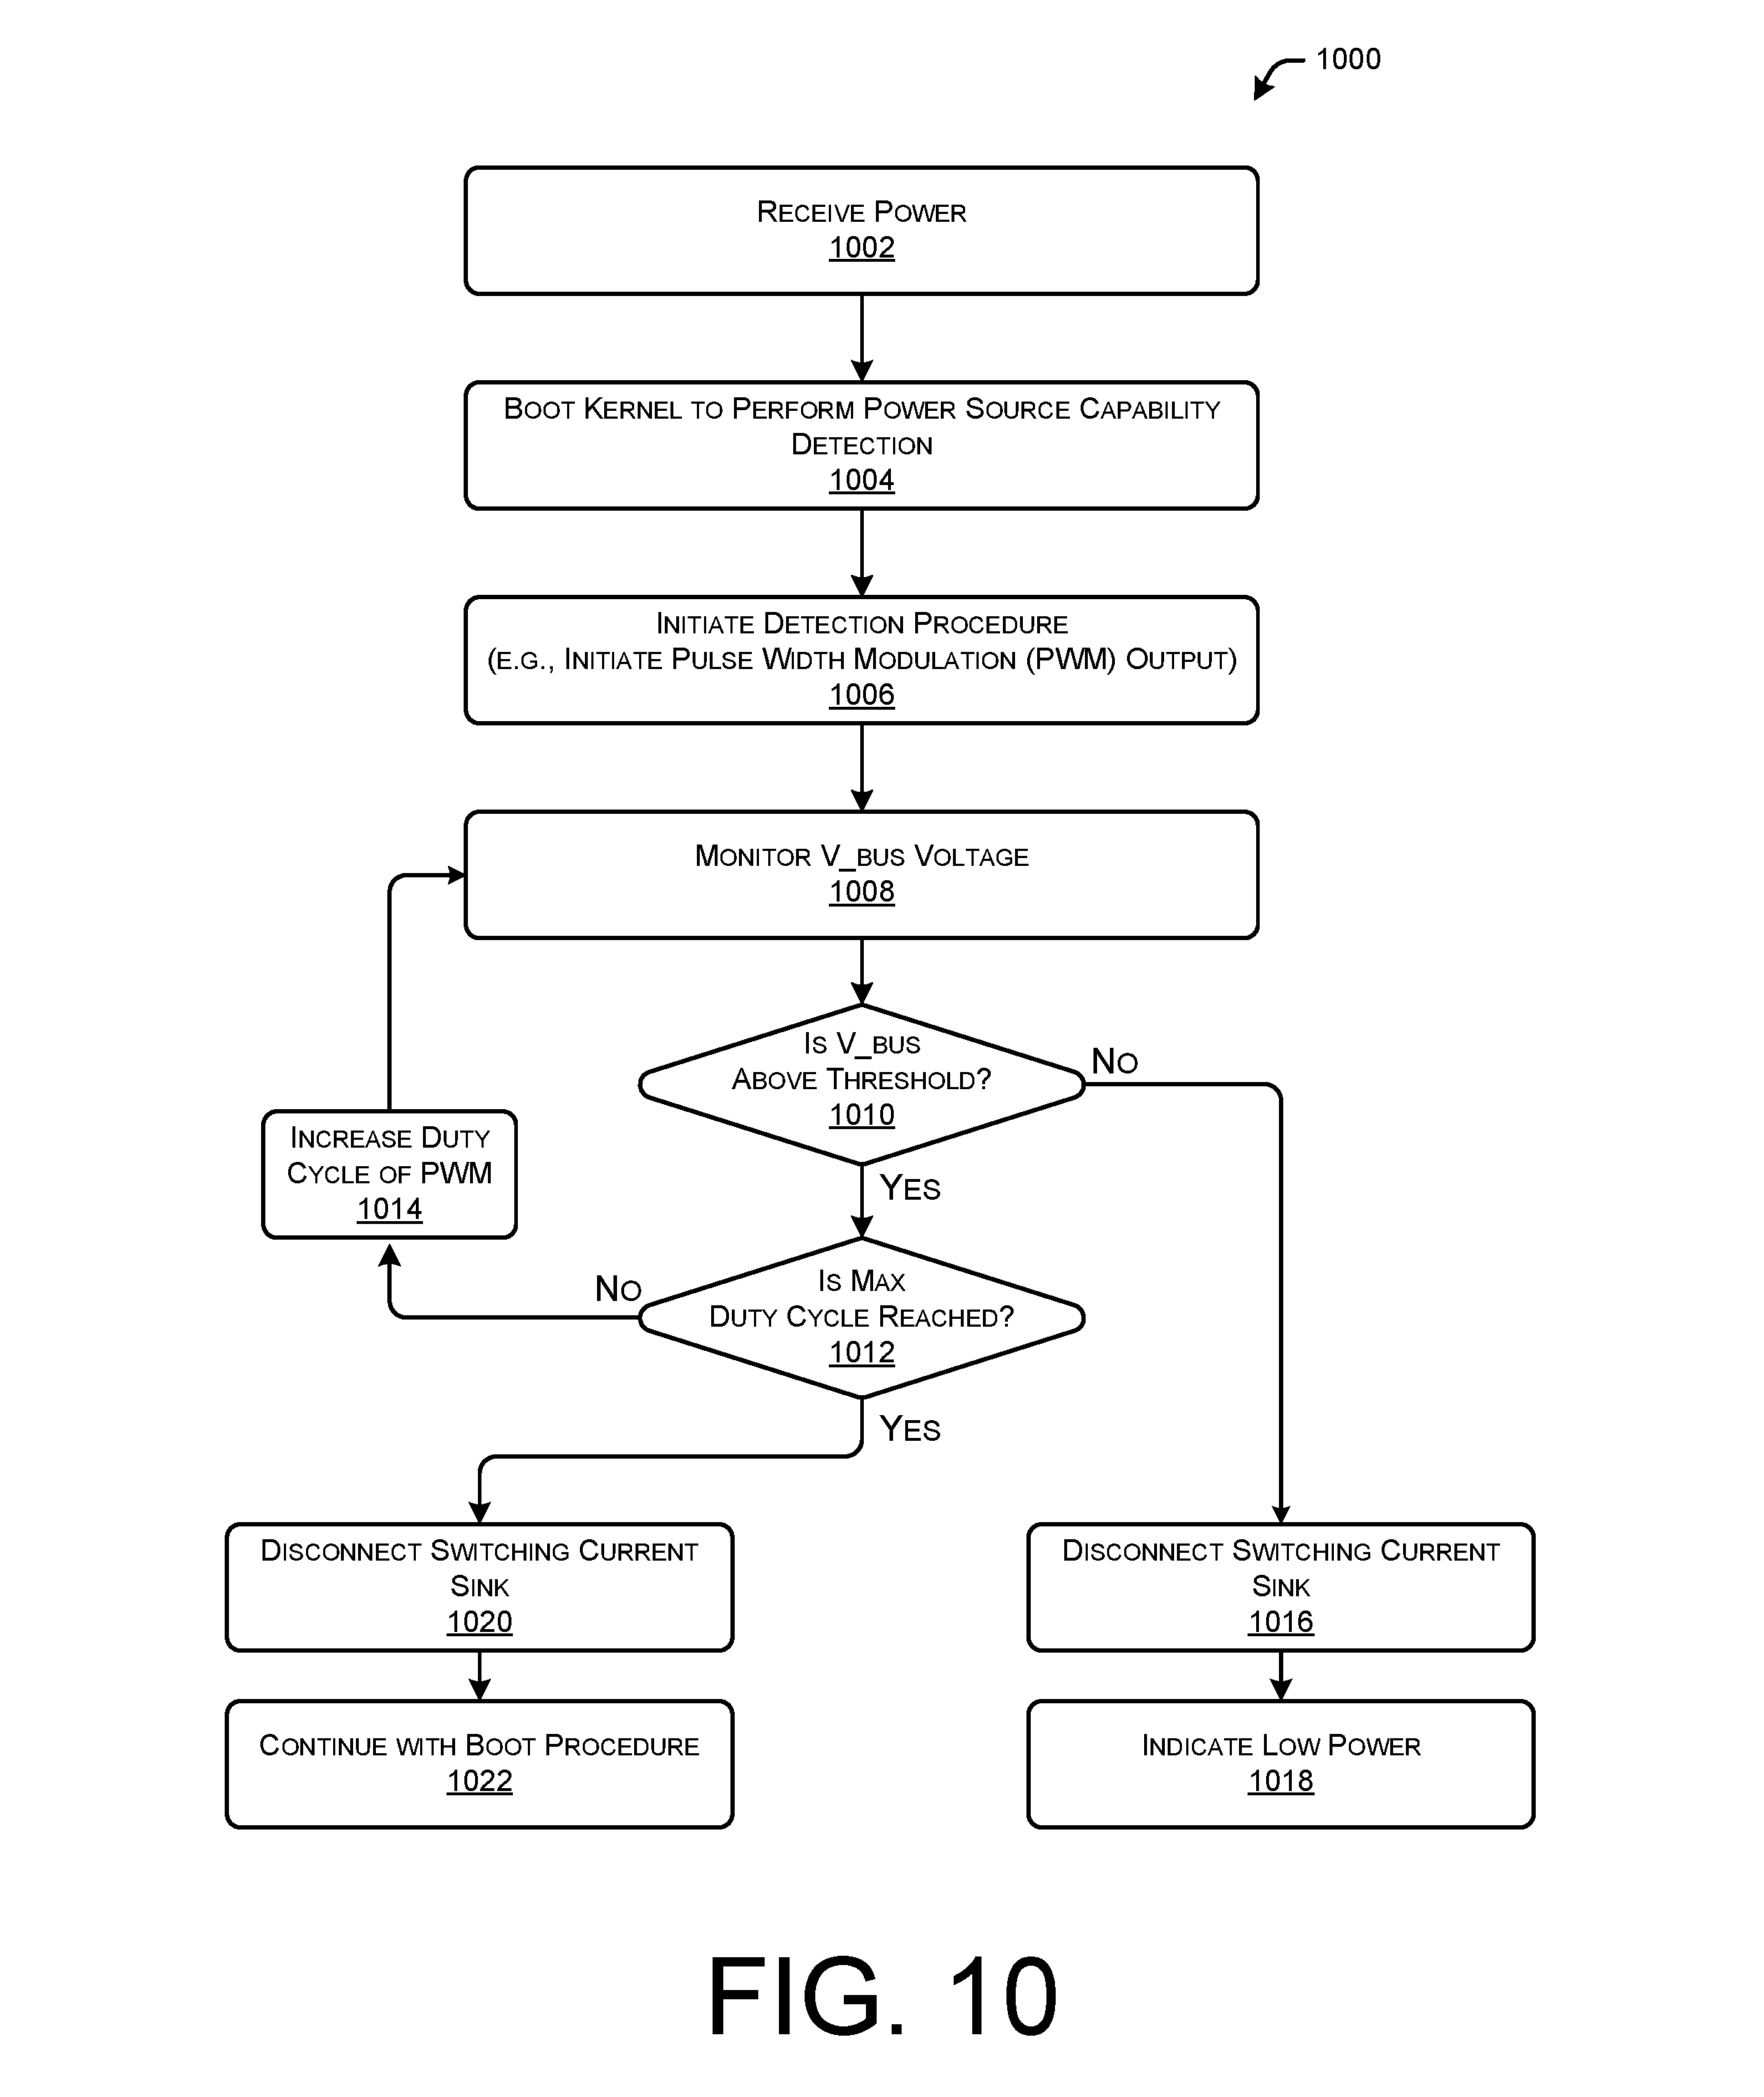 1000
Receive Power
1002
Boot Kernel to Perform Power Source Capability
Detection
1004
Initiate Detection Procedure
(e.g., Initiate Pulse Width Modulation (PWM) Output)
1006
Monitor V_bus Voltage
1008
Is V_bus
Above threshold?
1010
No
Yes
Increase Duty
Cycle of PWM
1014
Is Max
Duty Cycle Reached?
1012
No
Yes
Disconnect Switching Current
Sink
1020
Disconnect Switching Current
Sink
1016
Continue with Boot Procedure
1022
Indicate Low Power
1018
FIG. 10